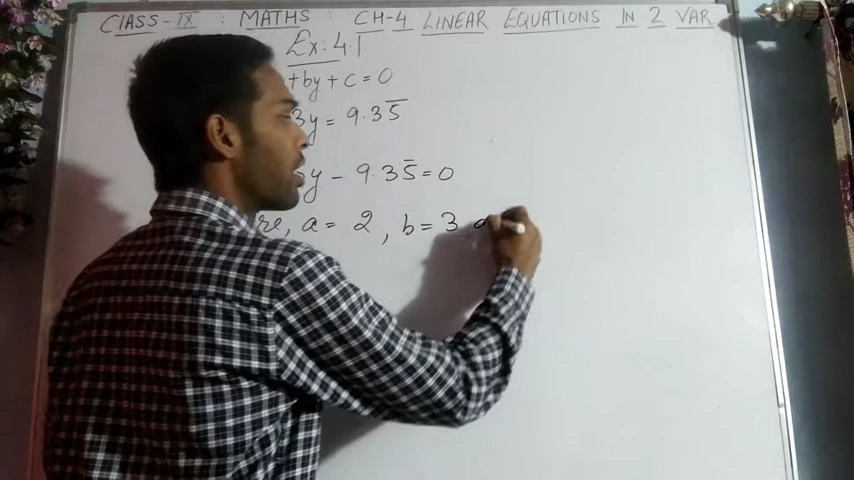 CLASS-IX : MATHS : CH-4 LINEAR EQUATIONS IN 2 VAR.
Ex: 4.1
+by + c = 0
3y = 9.35̅
y - 9.35̅ = 0
re, a = 2, b = 3